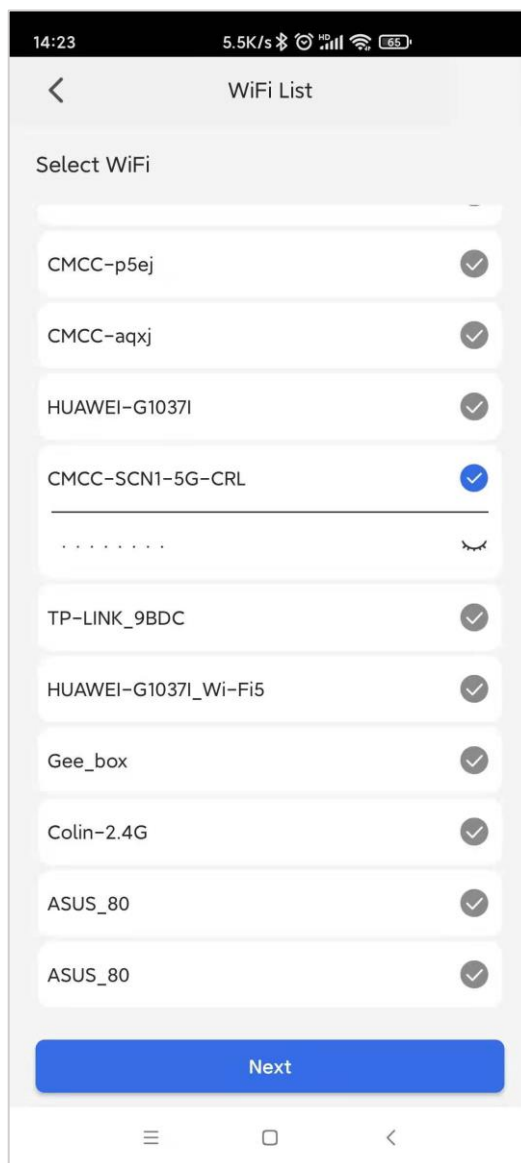 14:23 5.5K/s HD 65
WiFi List
Select WiFi
CMCC-p5ej
CMCC-aqxj
HUAWEI-G1037I
CMCC-SCN1-5G-CRL
........
TP-LINK_9BDC
HUAWEI-G1037I_Wi-Fi5
Gee_box
Colin-2.4G
ASUS_80
ASUS_80
Next